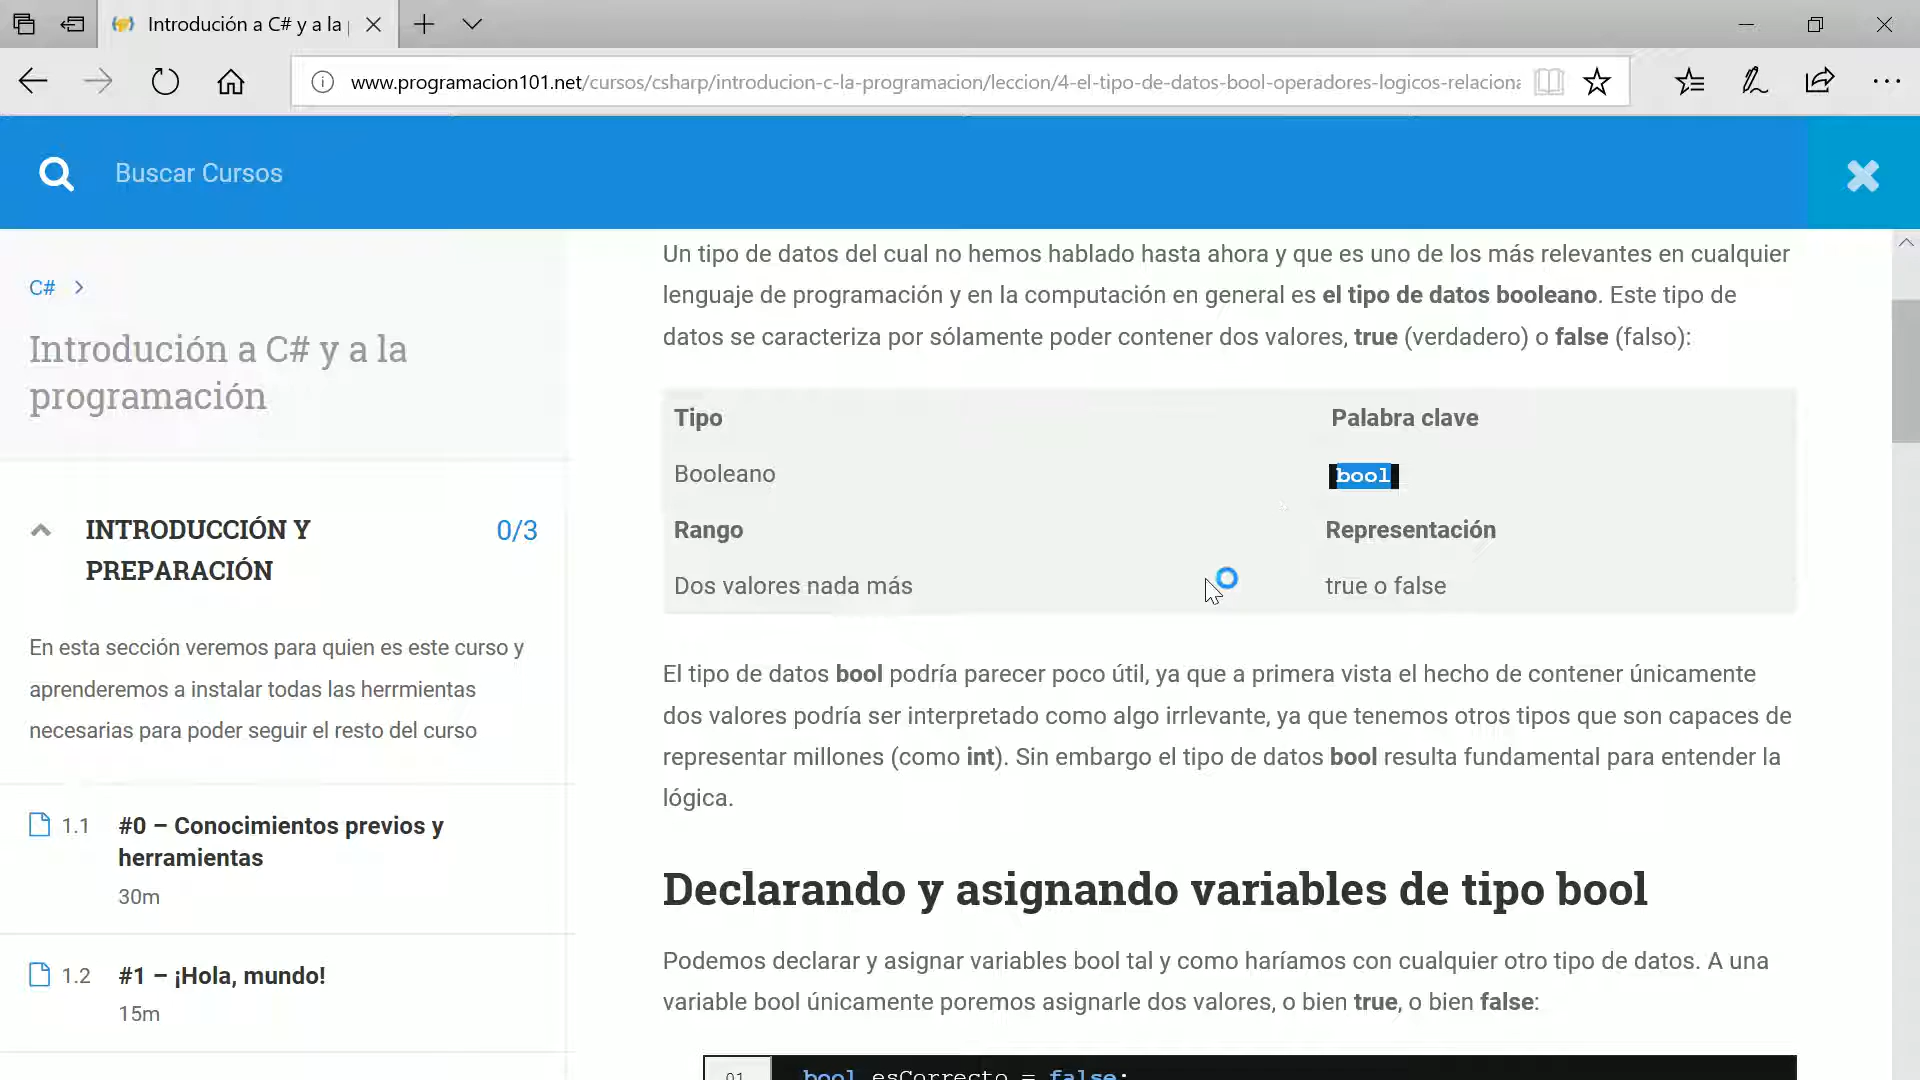 Introdución a C# y a la
www.programacion101.net/cursos/csharp/introducion-c-la-programacion/leccion/4-el-tipo-de-datos-bool-operadores-logicos-relaciona
Buscar Cursos
C#
Introdución a C# y a la
programación
INTRODUCCIÓN Y
PREPARACIÓN
0/3
En esta sección veremos para quien es este curso y
aprenderemos a instalar todas las herrmientas
necesarias para poder seguir el resto del curso
1.1 #0 – Conocimientos previos y
herramientas
30m
1.2 #1 – ¡Hola, mundo!
15m
Un tipo de datos del cual no hemos hablado hasta ahora y que es uno de los más relevantes en cualquier
lenguaje de programación y en la computación en general es el tipo de datos booleano. Este tipo de
datos se caracteriza por sólamente poder contener dos valores, true (verdadero) o false (falso):
Tipo Palabra clave
Booleano bool
Rango Representación
Dos valores nada más true o false
El tipo de datos bool podría parecer poco útil, ya que a primera vista el hecho de contener únicamente
dos valores podría ser interpretado como algo irrlevante, ya que tenemos otros tipos que son capaces de
representar millones (como int). Sin embargo el tipo de datos bool resulta fundamental para entender la
lógica.
Declarando y asignando variables de tipo bool
Podemos declarar y asignar variables bool tal y como haríamos con cualquier otro tipo de datos. A una
variable bool únicamente poremos asignarle dos valores, o bien true, o bien false:
01 bool esCorrecto = false;